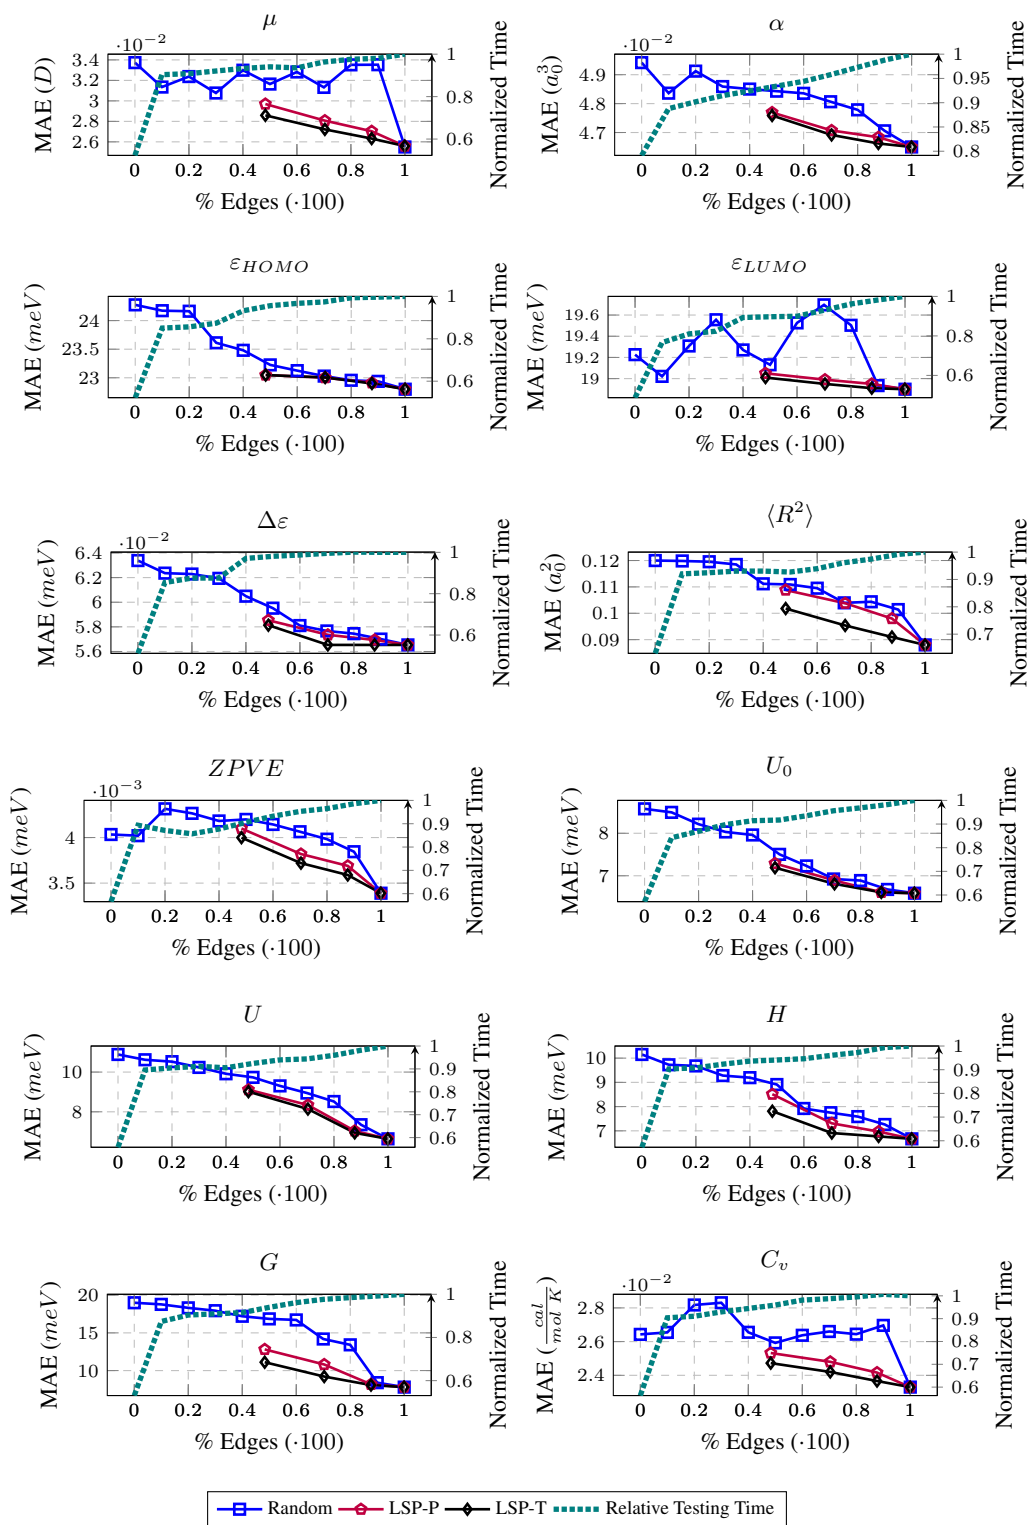 μ
α
·10⁻²
·10⁻²
3.4
3.2
3
2.8
2.6
MAE (D)
1
0.8
0.6
Normalized Time
0 0.2 0.4 0.6 0.8 1
% Edges (·100)
4.9
4.8
4.7
MAE (a₀³)
1
0.95
0.9
0.85
0.8
Normalized Time
0 0.2 0.4 0.6 0.8 1
% Edges (·100)
ε_HOMO
24
23.5
23
MAE (meV)
1
0.8
0.6
Normalized Time
0 0.2 0.4 0.6 0.8 1
% Edges (·100)
ε_LUMO
19.6
19.4
19.2
19
MAE (meV)
1
0.8
0.6
Normalized Time
0 0.2 0.4 0.6 0.8 1
% Edges (·100)
Δε
·10⁻²
6.4
6.2
6
5.8
5.6
MAE (meV)
1
0.8
0.6
Normalized Time
0 0.2 0.4 0.6 0.8 1
% Edges (·100)
⟨R²⟩
0.12
0.11
0.1
0.09
MAE (a₀²)
1
0.9
0.8
0.7
Normalized Time
0 0.2 0.4 0.6 0.8 1
% Edges (·100)
ZPVE
·10⁻³
4
3.5
MAE (meV)
1
0.9
0.8
0.7
0.6
Normalized Time
0 0.2 0.4 0.6 0.8 1
% Edges (·100)
U₀
8
7
MAE (meV)
1
0.9
0.8
0.7
0.6
Normalized Time
0 0.2 0.4 0.6 0.8 1
% Edges (·100)
U
10
8
MAE (meV)
1
0.9
0.8
0.7
0.6
Normalized Time
0 0.2 0.4 0.6 0.8 1
% Edges (·100)
H
10
9
8
7
MAE (meV)
1
0.9
0.8
0.7
0.6
Normalized Time
0 0.2 0.4 0.6 0.8 1
% Edges (·100)
G
20
15
10
MAE (meV)
1
0.8
0.6
Normalized Time
0 0.2 0.4 0.6 0.8 1
% Edges (·100)
C_v
·10⁻²
2.8
2.6
2.4
MAE (cal/mol K)
1
0.9
0.8
0.7
0.6
Normalized Time
0 0.2 0.4 0.6 0.8 1
% Edges (·100)
Random LSP-P LSP-T Relative Testing Time